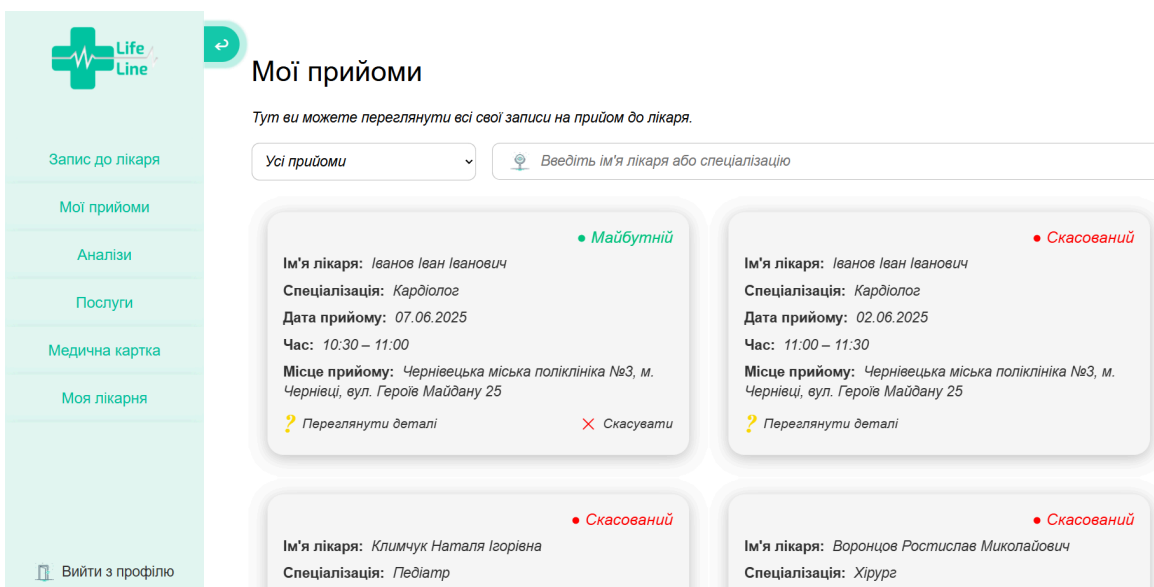 Life
Line
Запис до лікаря
Мої прийоми
Аналізи
Послуги
Медична картка
Моя лікарня
Вийти з профілю
Мої прийоми
Тут ви можете переглянути всі свої записи на прийом до лікаря.
Усі прийоми
Введіть ім'я лікаря або спеціалізацію
Майбутній
Ім'я лікаря: Іванов Іван Іванович
Спеціалізація: Кардіолог
Дата прийому: 07.06.2025
Час: 10:30 – 11:00
Місце прийому: Чернівецька міська поліклініка №3, м.
Чернівці, вул. Героїв Майдану 25
Переглянути деталі
Скасувати
Скасований
Ім'я лікаря: Іванов Іван Іванович
Спеціалізація: Кардіолог
Дата прийому: 02.06.2025
Час: 11:00 – 11:30
Місце прийому: Чернівецька міська поліклініка №3, м.
Чернівці, вул. Героїв Майдану 25
Переглянути деталі
Скасований
Ім'я лікаря: Климчук Наталя Ігорівна
Спеціалізація: Педіатр
Скасований
Ім'я лікаря: Воронцов Ростислав Миколайович
Спеціалізація: Хірург